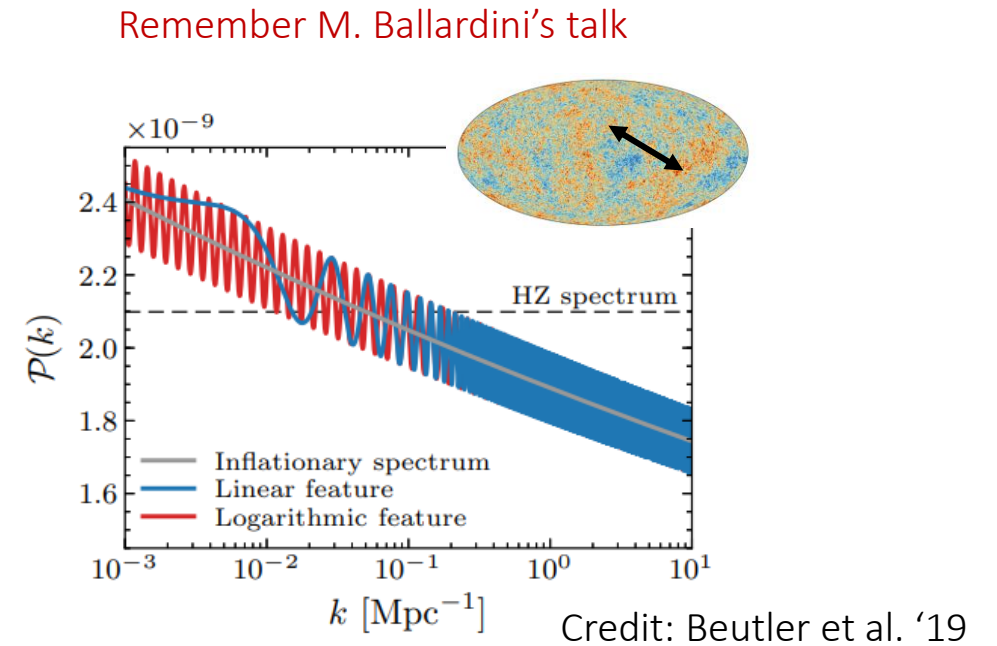 Remember M. Ballardini’s talk
×10⁻⁹
2.4
2.2
HZ spectrum
2.0
1.8
1.6
P(k)
Inflationary spectrum
Linear feature
Logarithmic feature
10⁻³ 10⁻² 10⁻¹ 10⁰ 10¹
k [Mpc⁻¹]
Credit: Beutler et al. ‘19